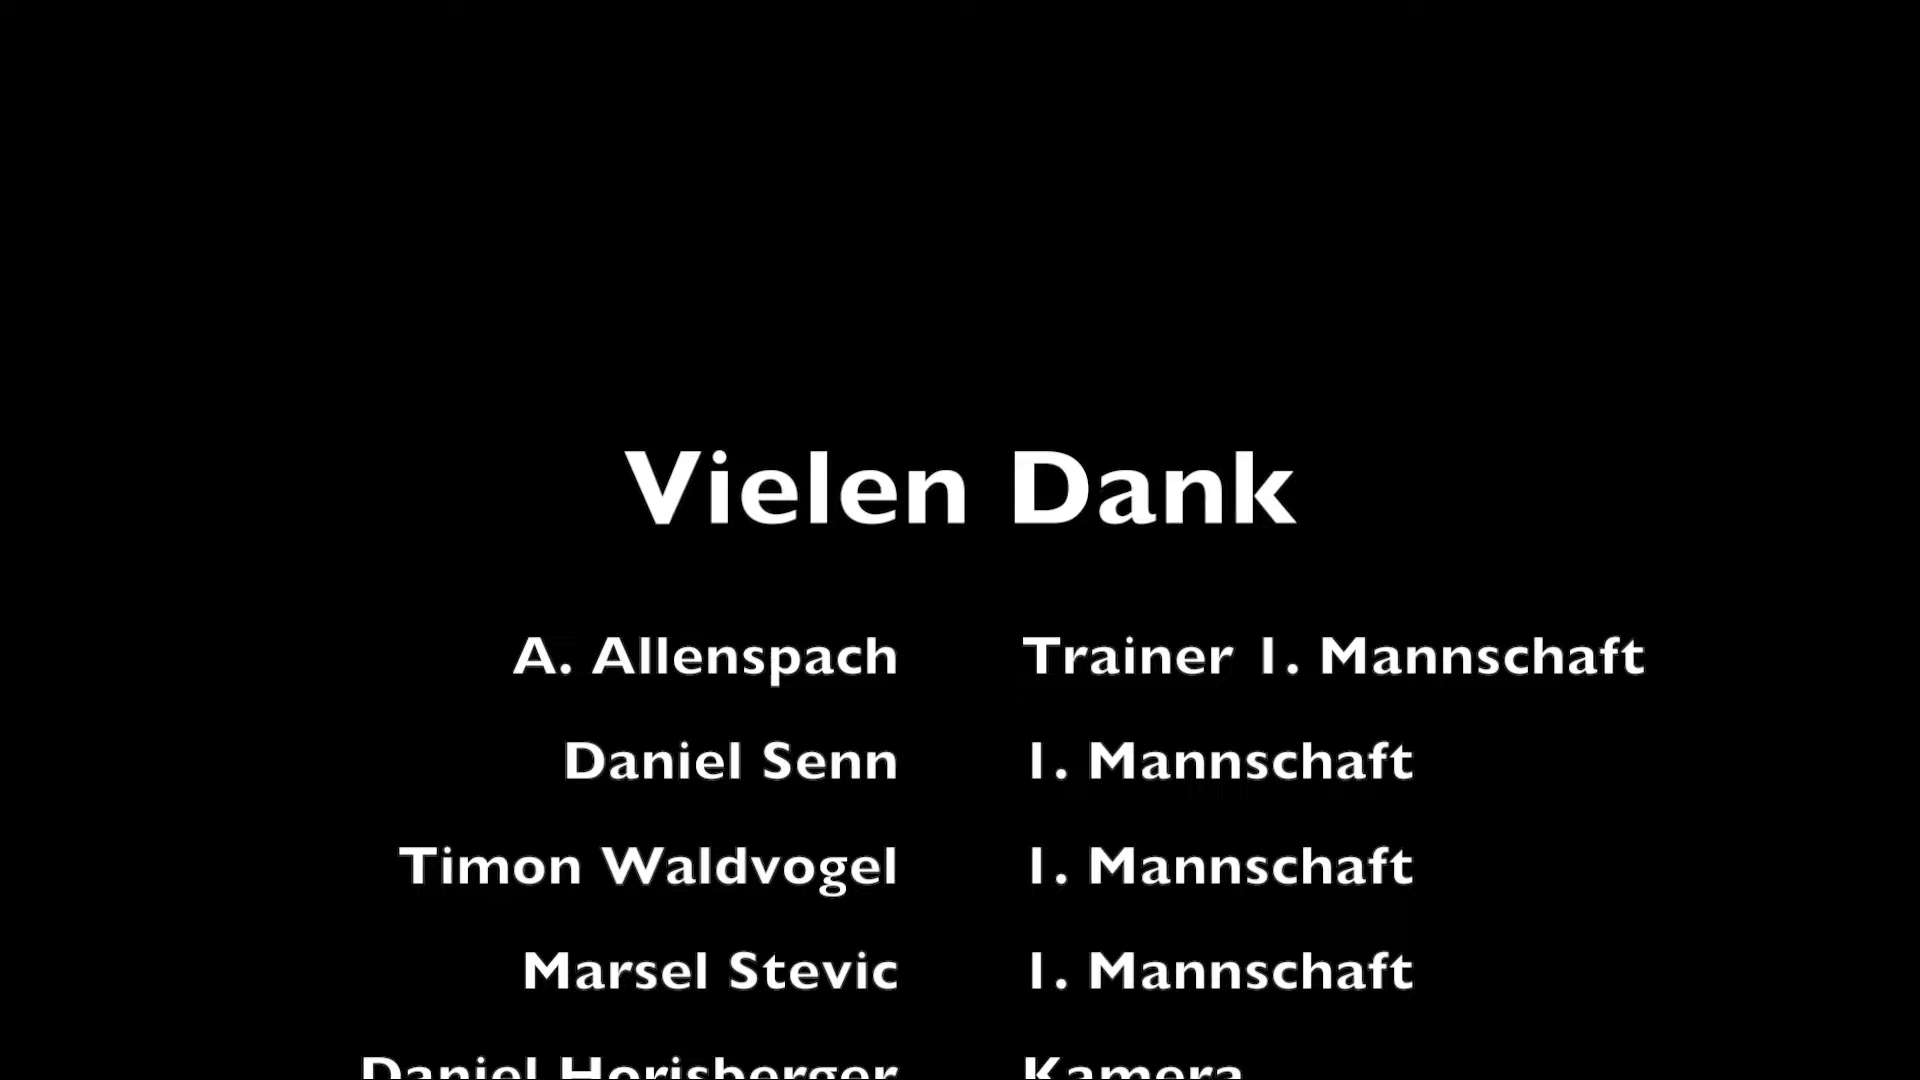 Vielen Dank
A. Allenspach Trainer 1. Mannschaft
Daniel Senn 1. Mannschaft
Timon Waldvogel 1. Mannschaft
Marsel Stevic 1. Mannschaft
Daniel Horisberger Kamera